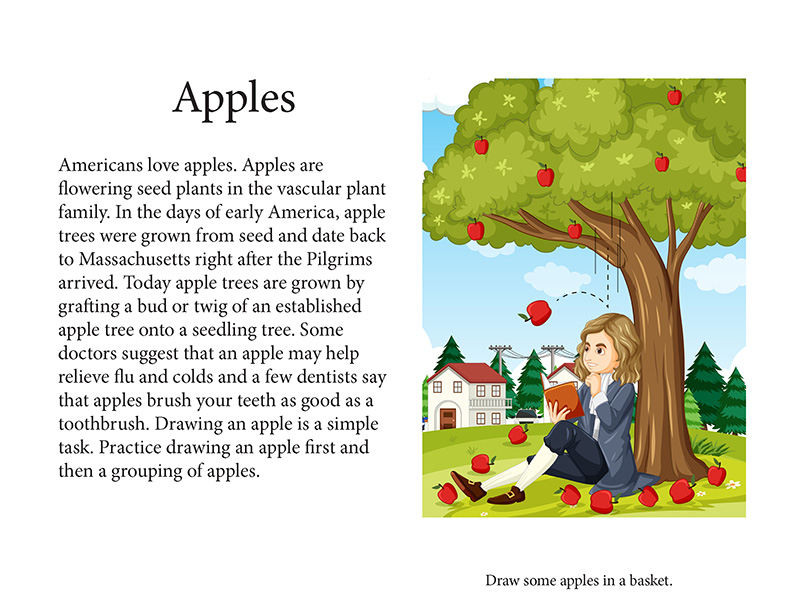 Apples
Americans love apples. Apples are
flowering seed plants in the vascular plant
family. In the days of early America, apple
trees were grown from seed and date back
to Massachusetts right after the Pilgrims
arrived. Today apple trees are grown by
grafting a bud or twig of an established
apple tree onto a seedling tree. Some
doctors suggest that an apple may help
relieve flu and colds and a few dentists say
that apples brush your teeth as good as a
toothbrush. Drawing an apple is a simple
task. Practice drawing an apple first and
then a grouping of apples.
Draw some apples in a basket.